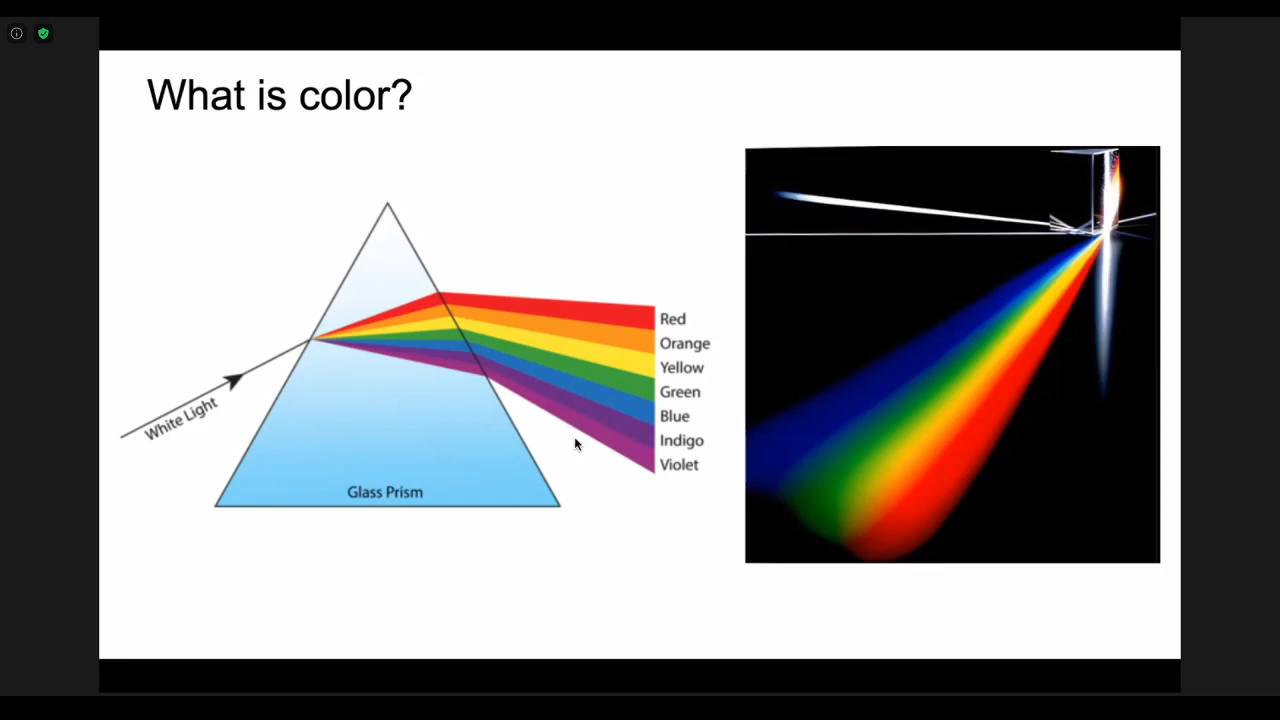 What is color?
White Light
Glass Prism
Red
Orange
Yellow
Green
Blue
Indigo
Violet